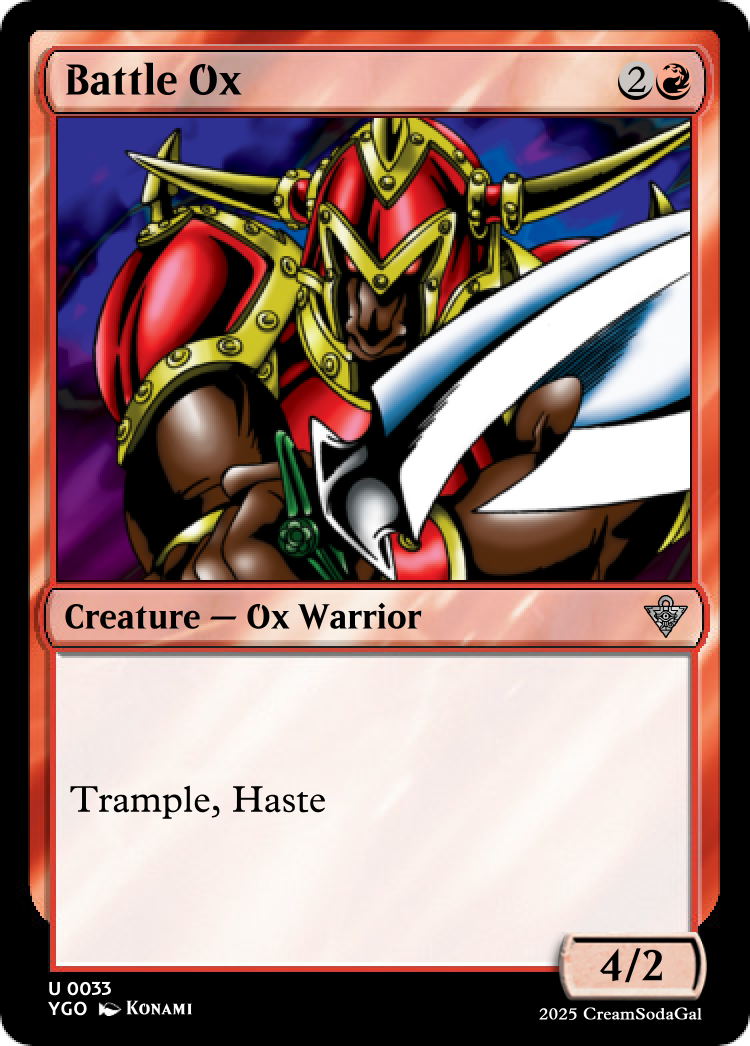 Battle Ox
2
Creature — Ox Warrior
Trample, Haste
4/2
U 0033
YGO KONAMI
2025 CreamSodaGal